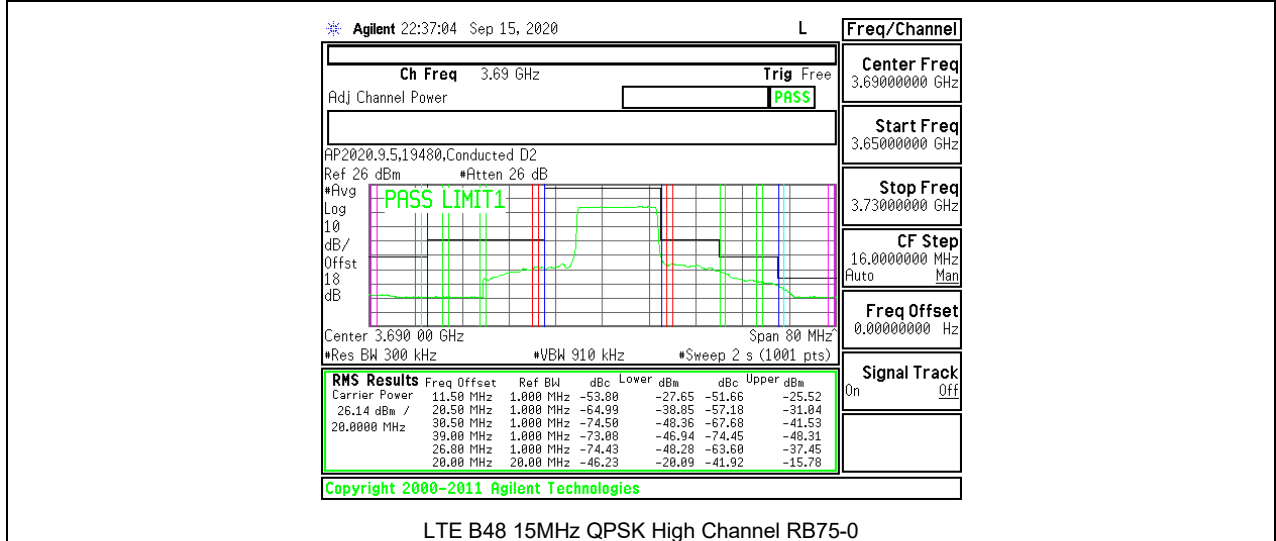 Agilent 22:37:04 Sep 15, 2020 L
Freq/Channel
Ch Freq 3.69 GHz Trig Free
Adj Channel Power PASS
Center Freq
3.69000000 GHz
Start Freq
3.65000000 GHz
Stop Freq
3.73000000 GHz
CF Step
16.0000000 MHz
Auto Man
Freq Offset
0.00000000 Hz
Signal Track
On Off
AP2020.9.5,19480,Conducted D2
Ref 26 dBm #Atten 26 dB
#Avg
Log
10
dB/
Offst
18
dB
PASS LIMIT1
Center 3.690 00 GHz Span 80 MHz^
#Res BW 300 kHz #VBW 910 kHz #Sweep 2 s (1001 pts)
RMS Results Freq Offset Ref BW dBc Lower dBm dBc Upper dBm
Carrier Power 11.50 MHz 1.000 MHz -53.80 -27.65 -51.66 -25.52
26.14 dBm / 20.50 MHz 1.000 MHz -64.99 -38.85 -57.18 -31.04
20.0000 MHz 30.50 MHz 1.000 MHz -74.50 -48.36 -67.68 -41.53
39.00 MHz 1.000 MHz -73.08 -46.94 -74.45 -48.31
26.80 MHz 1.000 MHz -74.43 -48.28 -63.60 -37.45
20.00 MHz 20.00 MHz -46.23 -20.09 -41.92 -15.78
Copyright 2000-2011 Agilent Technologies
LTE B48 15MHz QPSK High Channel RB75-0